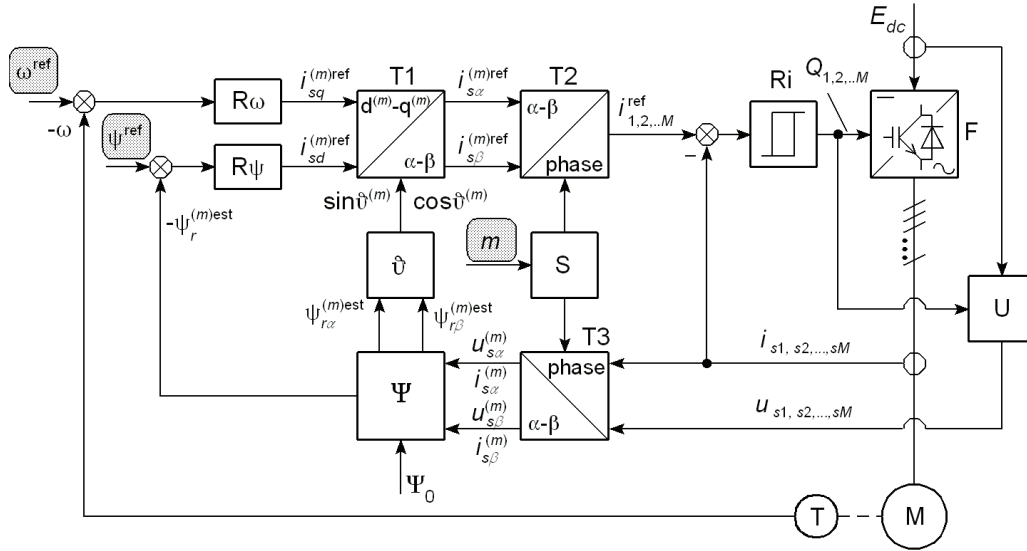 E_dc
ω^ref
-ω
Rω
i_sq^(m)ref
T1
d^(m)-q^(m)
α-β
i_sα^(m)ref
T2
α-β
phase
i_1,2,..M^ref
-
Ri
Q_1,2,..M
F
ψ^ref
Rψ
i_sd^(m)ref
i_sβ^(m)ref
-ψ_r^(m)est
sinϑ^(m)
cosϑ^(m)
ϑ
m
S
U
ψ_rα^(m)est
ψ_rβ^(m)est
Ψ
u_sα^(m)
i_sα^(m)
u_sβ^(m)
i_sβ^(m)
T3
phase
α-β
i_s1, s2,...,sM
u_s1, s2,...,sM
Ψ_0
T
M